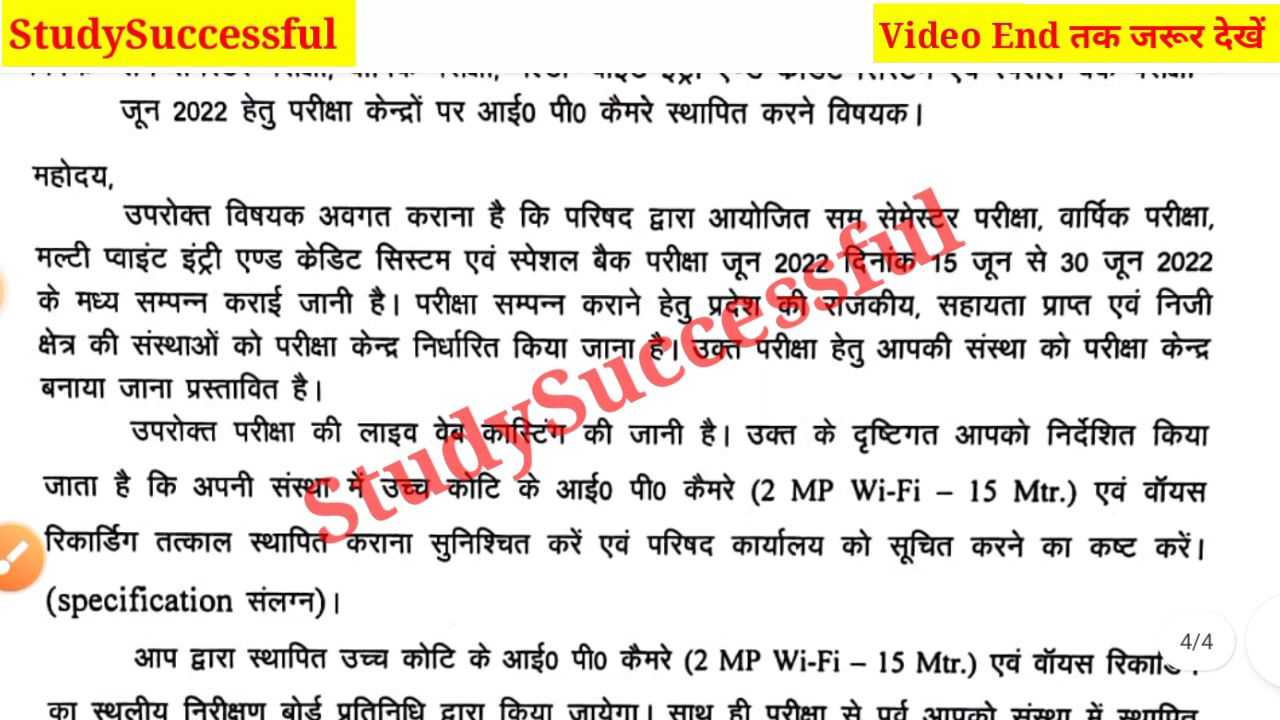 StudySuccessful
Video End तक जरूर देखें
जून 2022 हेतु परीक्षा केन्द्रों पर आई0 पी0 कैमरे स्थापित करने विषयक।
महोदय,
उपरोक्त विषयक अवगत कराना है कि परिषद द्वारा आयोजित सम सेमेस्टर परीक्षा, वार्षिक परीक्षा,
मल्टी प्वाइंट इंट्री एण्ड क्रेडिट सिस्टम एवं स्पेशल बैक परीक्षा जून 2022 दिनांक 15 जून से 30 जून 2022
के मध्य सम्पन्न कराई जानी है। परीक्षा सम्पन्न कराने हेतु प्रदेश की राजकीय, सहायता प्राप्त एवं निजी
क्षेत्र की संस्थाओं को परीक्षा केन्द्र निर्धारित किया जाना है। उक्त परीक्षा हेतु आपकी संस्था को परीक्षा केन्द्र
बनाया जाना प्रस्तावित है।
उपरोक्त परीक्षा की लाइव वेब कास्टिंग की जानी है। उक्त के दृष्टिगत आपको निर्देशित किया
जाता है कि अपनी संस्था में उच्च कोटि के आई0 पी0 कैमरे (2 MP Wi-Fi – 15 Mtr.) एवं वॉयस
रिकार्डिग तत्काल स्थापित कराना सुनिश्चित करें एवं परिषद कार्यालय को सूचित करने का कष्ट करें।
(specification संलग्न)।
आप द्वारा स्थापित उच्च कोटि के आई0 पी0 कैमरे (2 MP Wi-Fi – 15 Mtr.) एवं वॉयस
का स्थलीय निरीक्षण बोर्ड प्रतिनिधि द्वारा किया जायेगा। साथ ही परीक्षा से पूर्व आपको संस्था में स्थापित
StudySuccessful
4/4